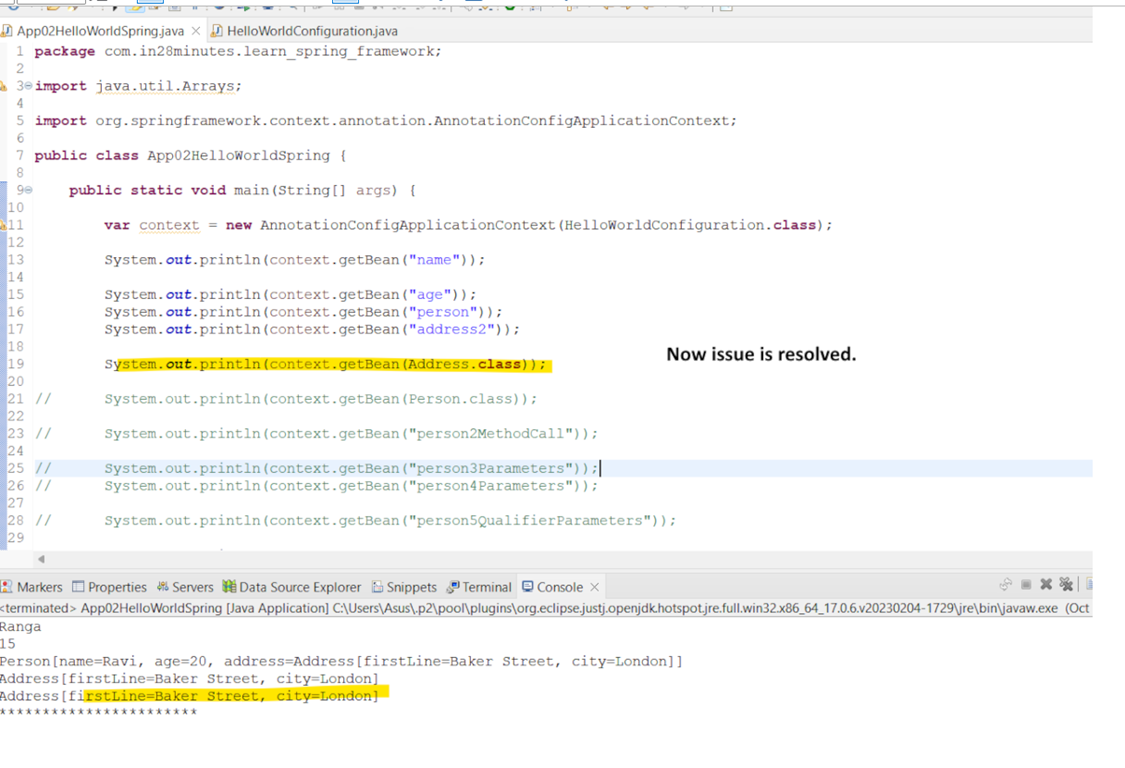 App02HelloWorldSpring.java
HelloWorldConfiguration.java
1 package com.in28minutes.learn_spring_framework;
2
3 import java.util.Arrays;
4
5 import org.springframework.context.annotation.AnnotationConfigApplicationContext;
6
7 public class App02HelloWorldSpring {
8
9 public static void main(String[] args) {
10
11 var context = new AnnotationConfigApplicationContext(HelloWorldConfiguration.class);
12
13 System.out.println(context.getBean("name"));
14
15 System.out.println(context.getBean("age"));
16 System.out.println(context.getBean("person"));
17 System.out.println(context.getBean("address2"));
18
Now issue is resolved.
19 System.out.println(context.getBean(Address.class));
20
21 // System.out.println(context.getBean(Person.class));
22
23 // System.out.println(context.getBean("person2MethodCall"));
24
25 // System.out.println(context.getBean("person3Parameters"));
26 // System.out.println(context.getBean("person4Parameters"));
27
28 // System.out.println(context.getBean("person5QualifierParameters"));
29
Markers Properties Servers Data Source Explorer Snippets Terminal Console
<terminated> App02HelloWorldSpring [Java Application] C:\Users\Asus\.p2\pool\plugins\org.eclipse.justj.openjdk.hotspot.jre.full.win32.x86_64_17.0.6.v20230204-1729\jre\bin\javaw.exe (Oct
Ranga
15
Person[name=Ravi, age=20, address=Address[firstLine=Baker Street, city=London]]
Address[firstLine=Baker Street, city=London]
Address[firstLine=Baker Street, city=London]
***********************